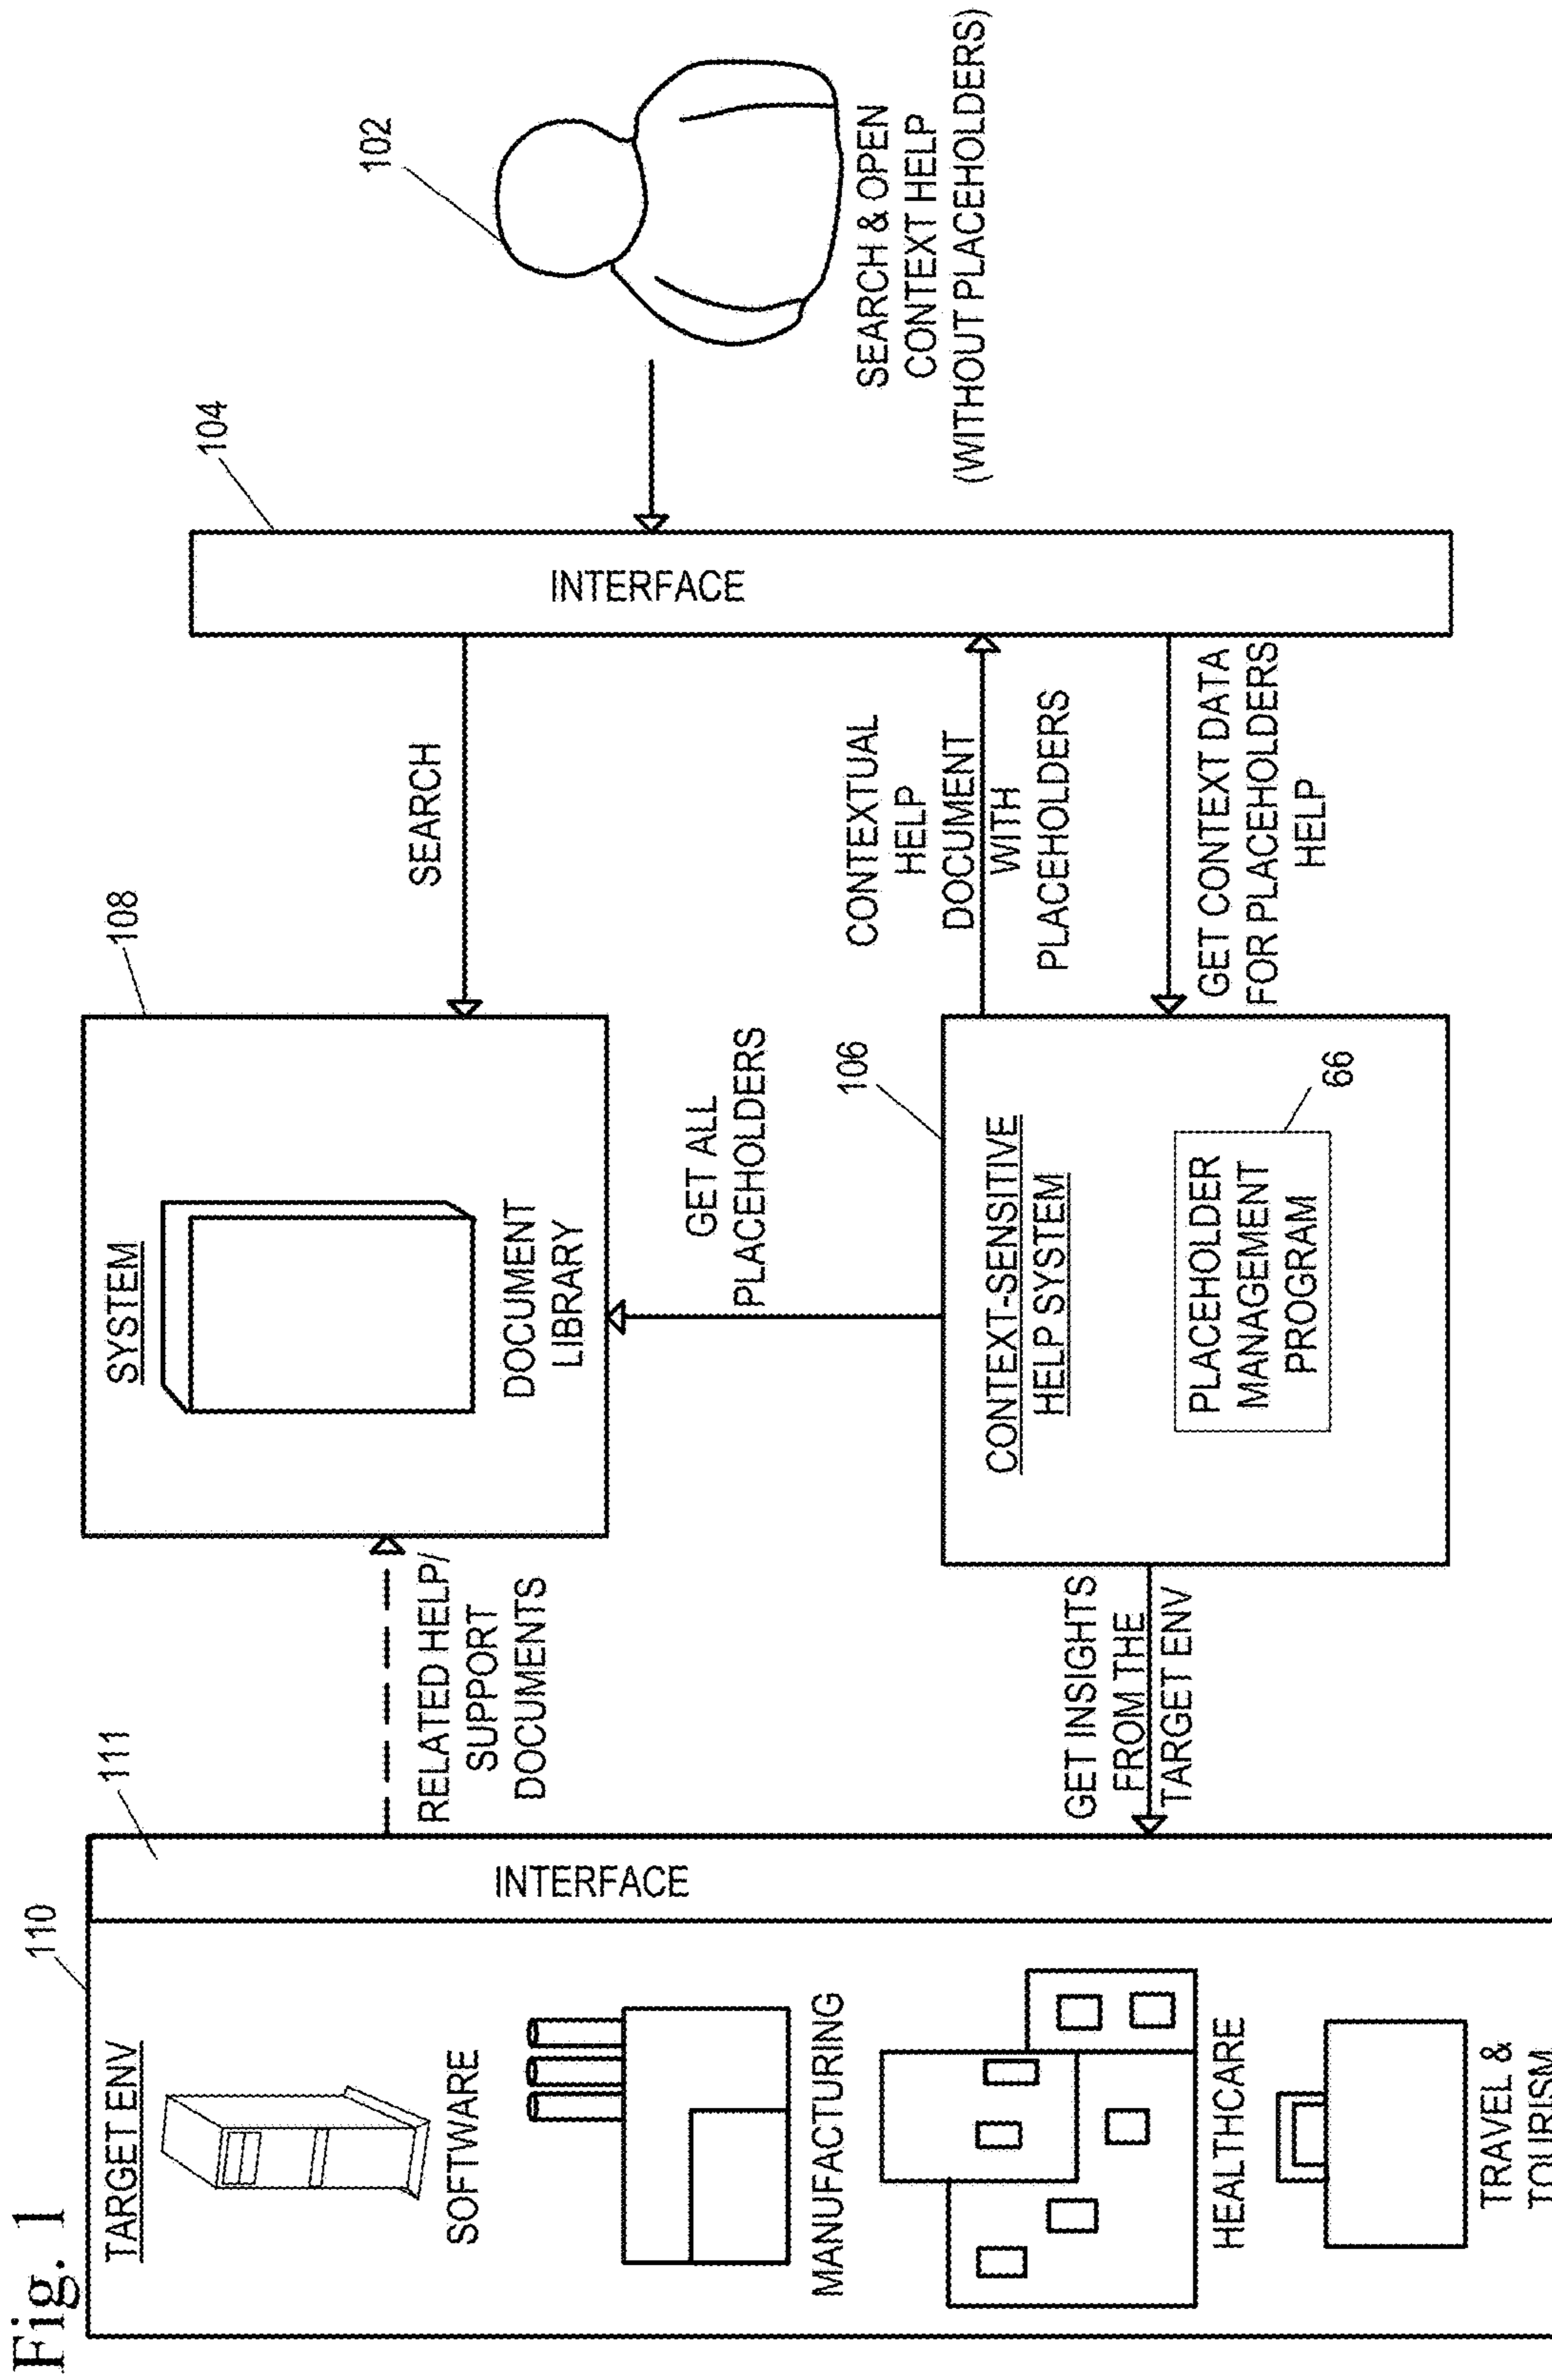 Fig. 1
110
TARGET ENV
SOFTWARE
MANUFACTURING
HEALTHCARE
TRAVEL &
TOURISM
111
INTERFACE
RELATED HELP/
SUPPORT
DOCUMENTS
GET INSIGHTS
FROM THE
TARGET ENV
108
SYSTEM
DOCUMENT
LIBRARY
GET ALL
PLACEHOLDERS
106
CONTEXT-SENSITIVE
HELP SYSTEM
PLACEHOLDER
MANAGEMENT
PROGRAM
66
SEARCH
CONTEXTUAL
HELP
DOCUMENT
WITH
PLACEHOLDERS
GET CONTEXT DATA
FOR PLACEHOLDERS
HELP
104
INTERFACE
102
SEARCH & OPEN
CONTEXT HELP
(WITHOUT PLACEHOLDERS)